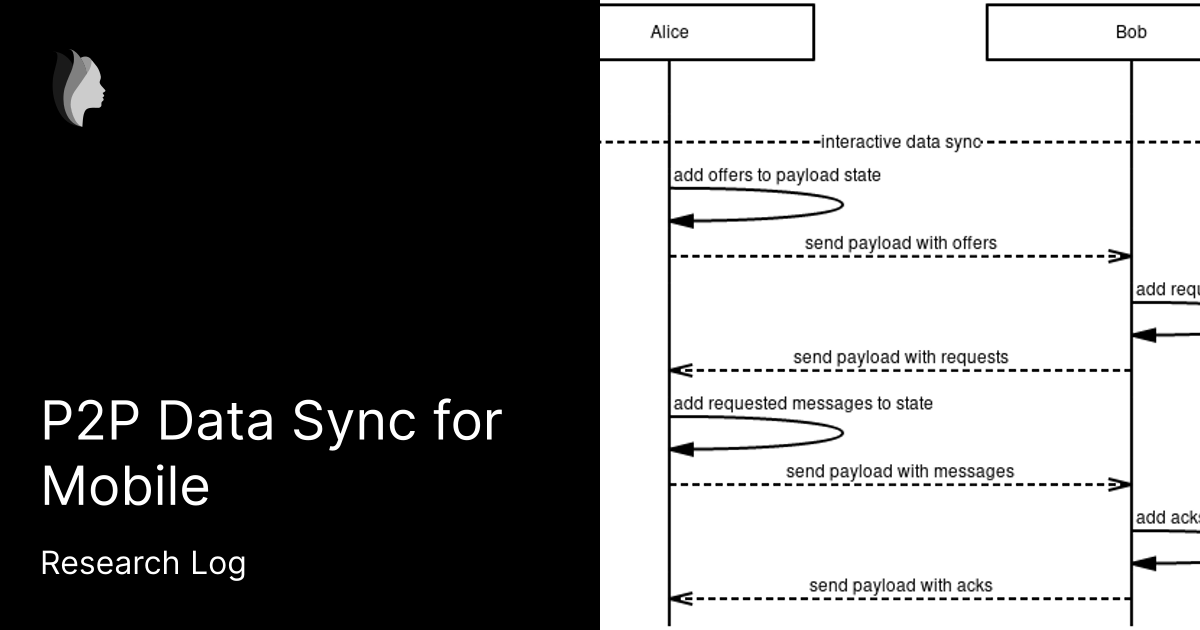 P2P Data Sync for
Mobile
Research Log
Alice
Bob
interactive data sync
add offers to payload state
send payload with offers
add requ
send payload with requests
add requested messages to state
send payload with messages
add acks
send payload with acks